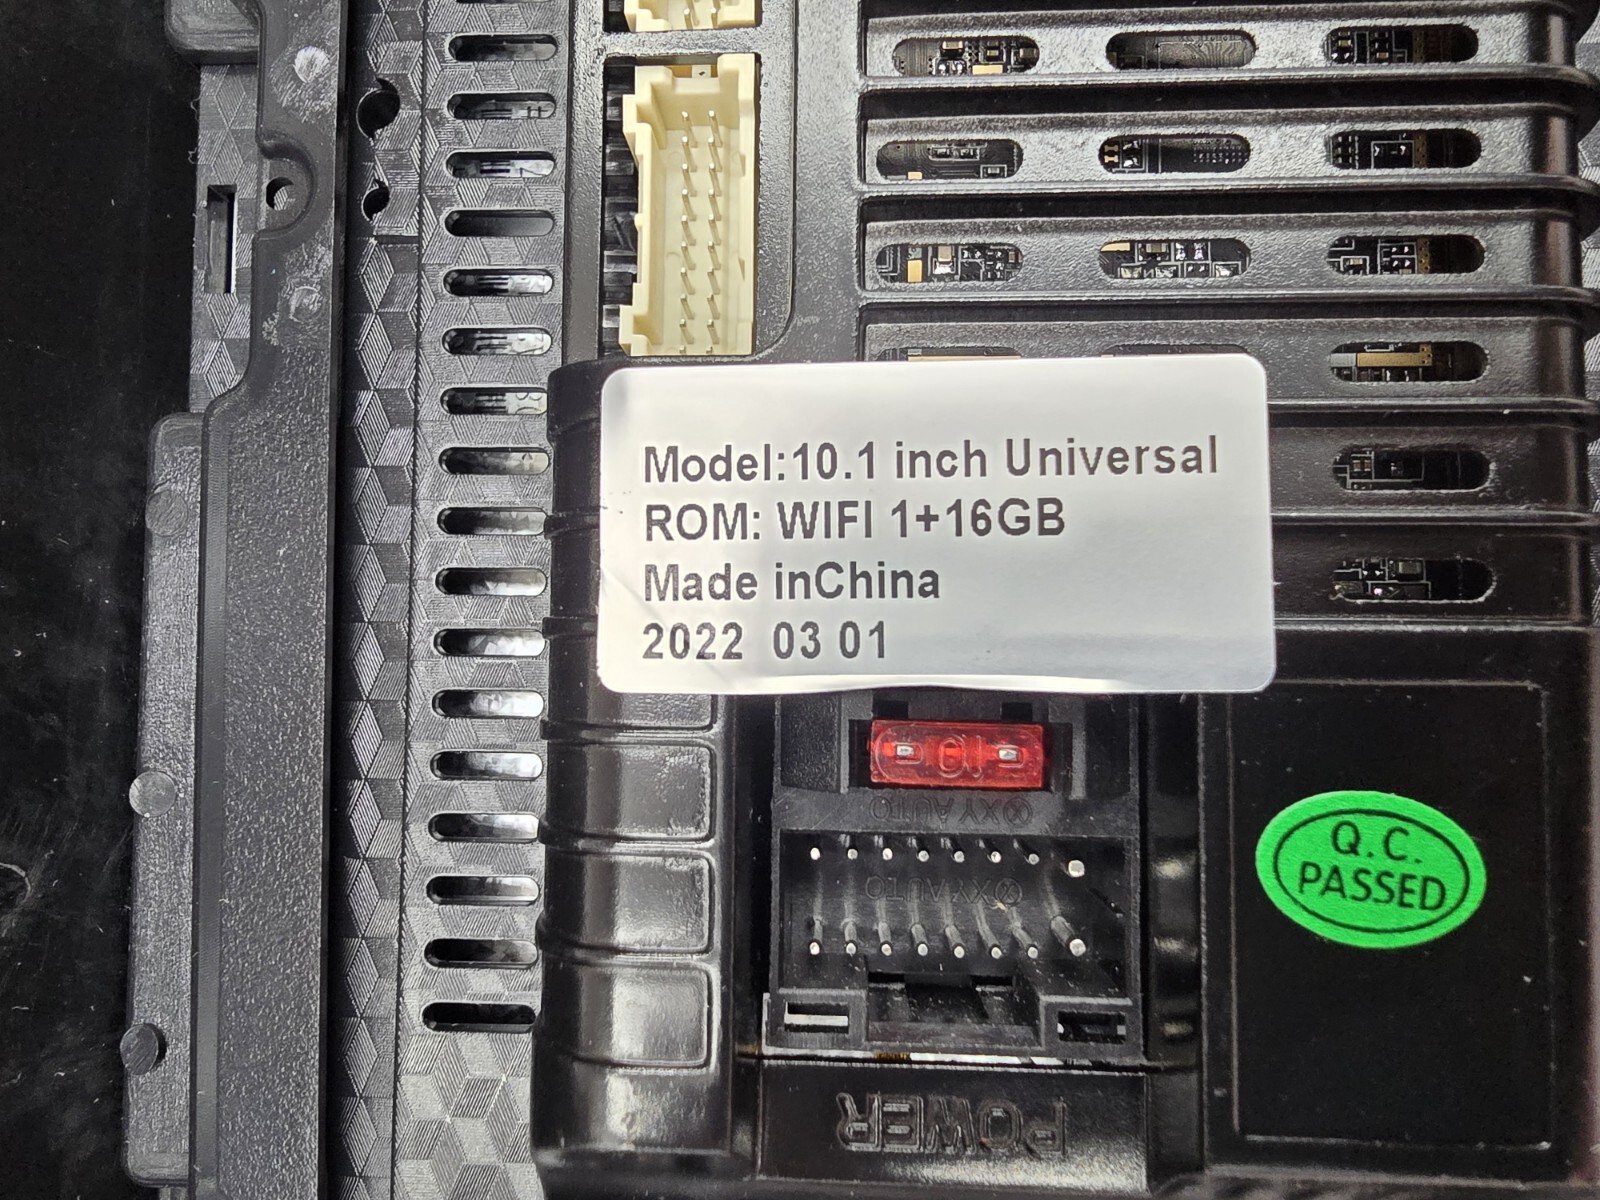 Model:10.1 inch Universal
ROM: WIFI 1+16GB
Made inChina
2022 03 01
10
XY AUTO
XY AUTO
Q.C.
PASSED
POWER